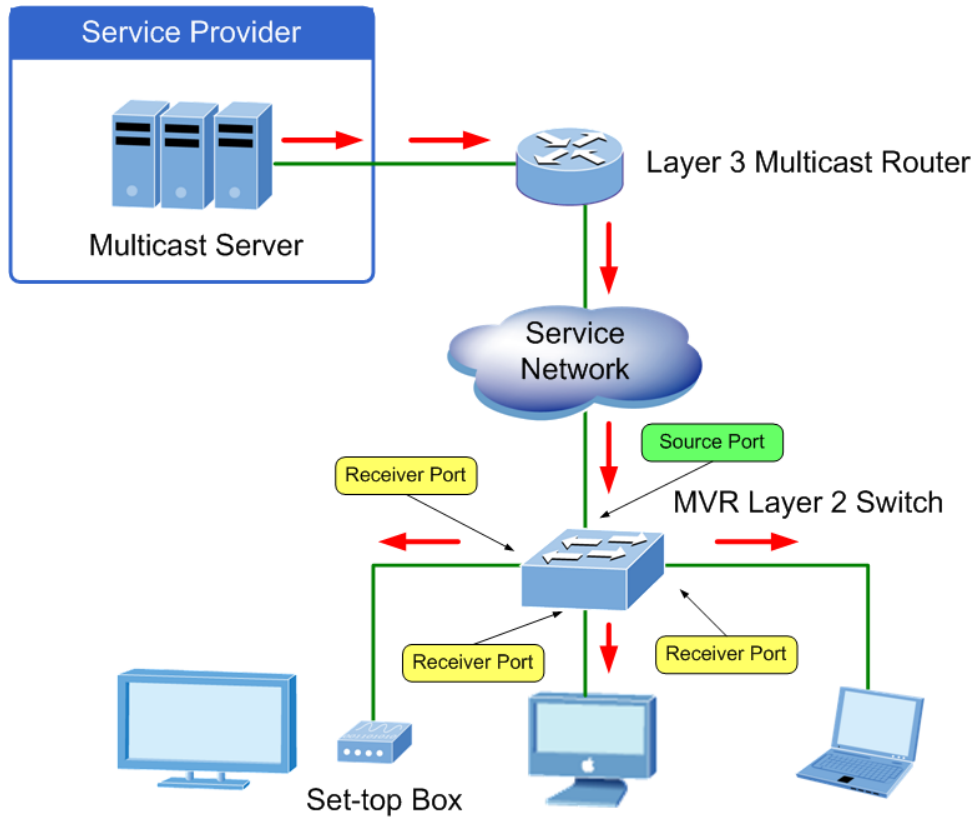 Service Provider
Multicast Server
Layer 3 Multicast Router
Service
Network
Source Port
Receiver Port
MVR Layer 2 Switch
Receiver Port
Receiver Port
Set-top Box